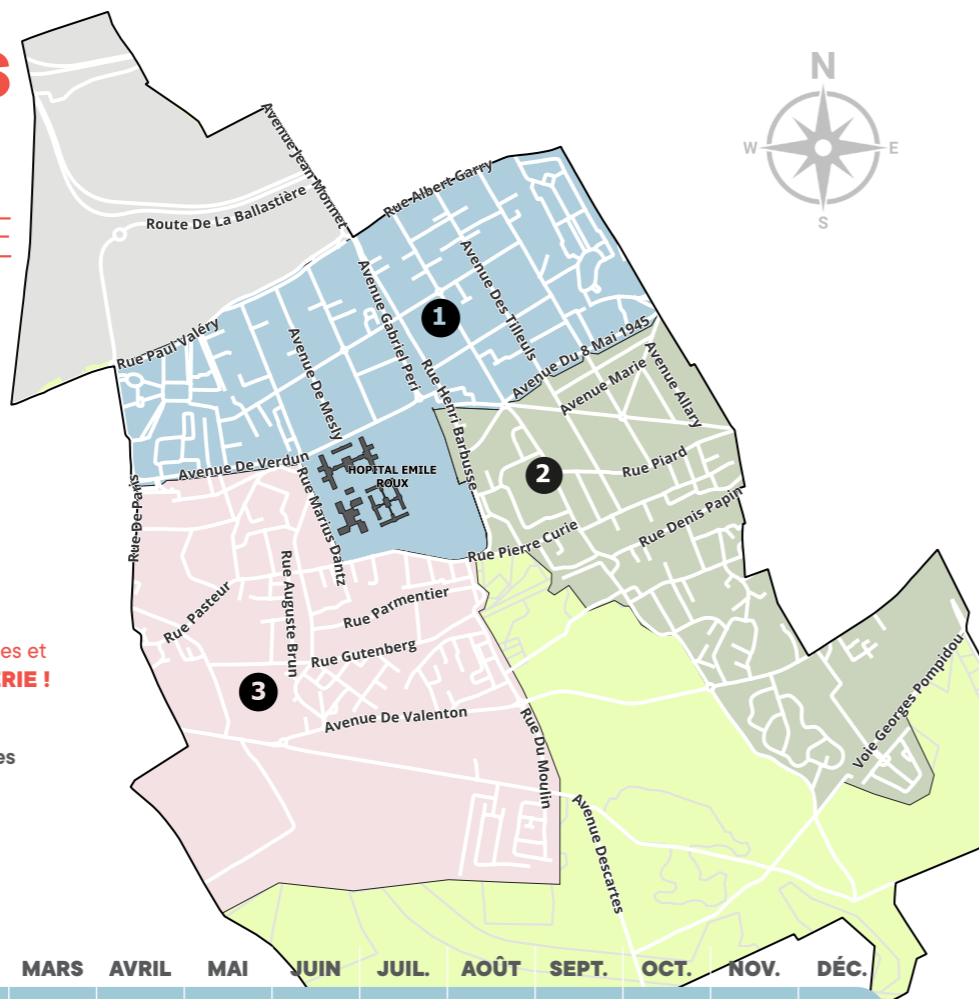 S
N
W
E
S
Avenue Jean Monnet
Route De La Ballastière
Rue Albert Garry
Avenue Des Tilleuls
Avenue Gabriel Peri
Rue Paul Valéry
Avenue De Mesly
1
Rue Henri Barbusse
Avenue Du 8 Mai 1945
Avenue Marie
Avenue Allary
Avenue De Verdun
HOPITAL EMILE
ROUX
2
Rue Piard
Rue De Paris
Rue Marius Dantz
Rue Pierre Curie
Rue Denis Papin
Rue Pasteur
Rue Auguste Brun
Rue Parmentier
Rue Gutenberg
es et
ERIE !
3
Avenue De Valenton
Rue Du Moulin
Voie Georges Pompidou
es
Avenue Descartes
MARS AVRIL MAI JUIN JUIL. AOÛT SEPT. OCT. NOV. DÉC.